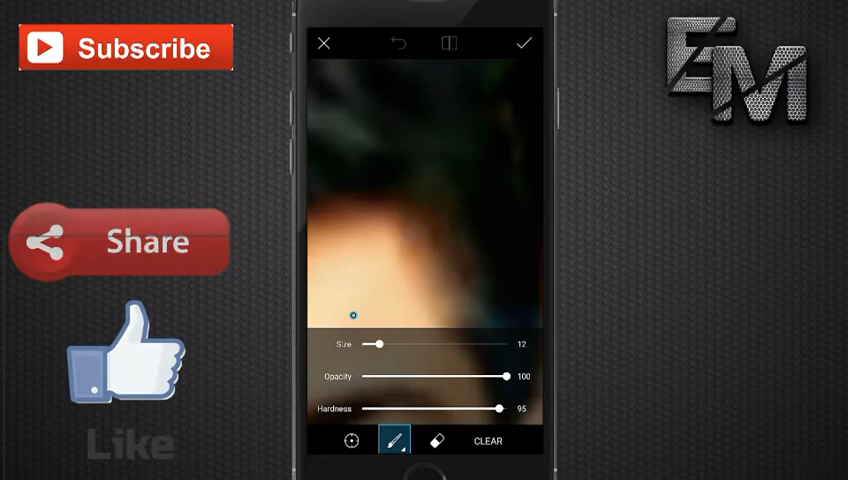 Subscribe
EM
Share
Like
Size 12
Opacity 100
Hardness 95
CLEAR